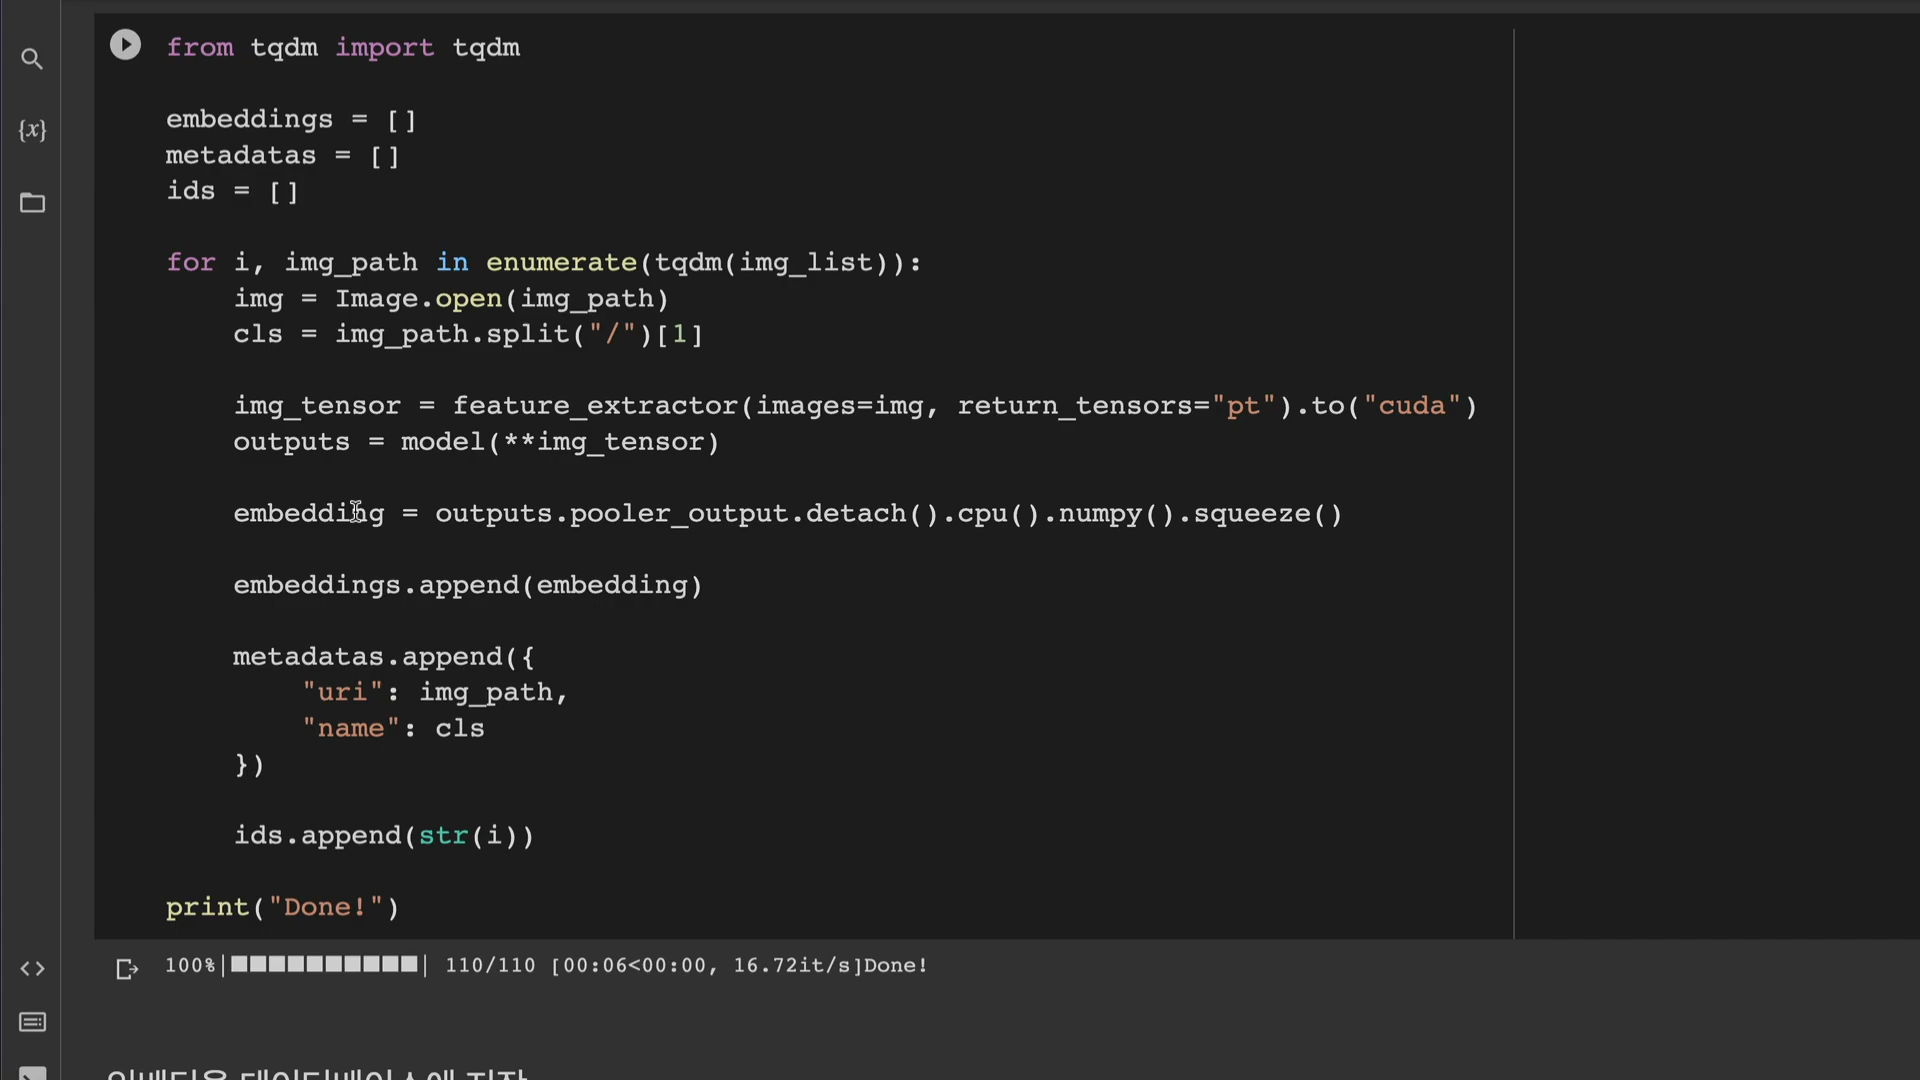 from tqdm import tqdm
{x}
embeddings = []
metadatas = []
ids = []
for i, img_path in enumerate(tqdm(img_list)):
img = Image.open(img_path)
cls = img_path.split("/")[1]
img_tensor = feature_extractor(images=img, return_tensors="pt").to("cuda")
outputs = model(**img_tensor)
embedding = outputs.pooler_output.detach().cpu().numpy().squeeze()
embeddings.append(embedding)
metadatas.append({
"uri": img_path,
"name": cls
})
ids.append(str(i))
print("Done!")
100%|██████████| 110/110 [00:06<00:00, 16.72it/s]Done!